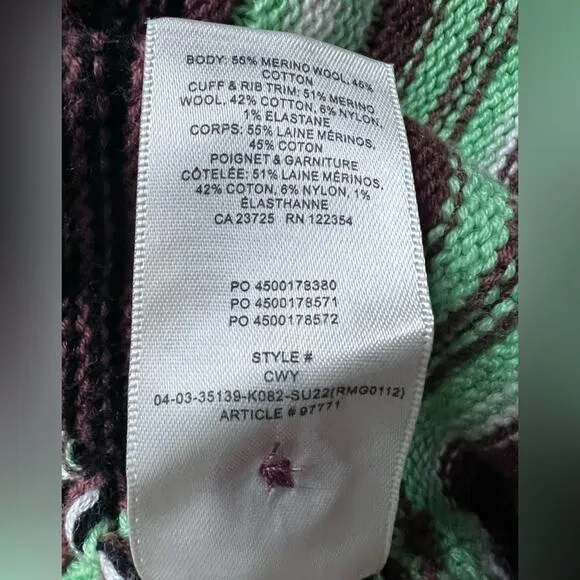 BODY: 55% MERINO WOOL, 45%
COTTON
CUFF & RIB TRIM: 51% MERINO
WOOL, 42% COTTON, 6% NYLON,
1% ELASTANE
CORPS: 55% LAINE MÉRINOS,
45% COTON
POIGNET & GARNITURE
CÔTELÉE: 51% LAINE MÉRINOS,
42% COTON, 6% NYLON, 1%
ÉLASTHANNE
CA 23725 RN 122354
PO 4500178380
PO 4500178571
PO 4500178572
STYLE #
CWY
04-03-35139-K082-SU22(RMG0112)
ARTICLE # 97771